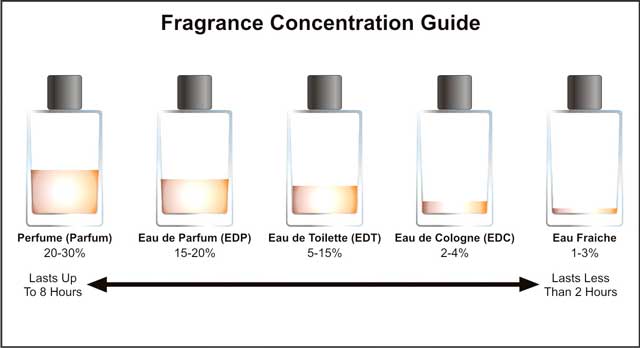 Fragrance Concentration Guide
Perfume (Parfum)
20-30%
Eau de Parfum (EDP)
15-20%
Eau de Toilette (EDT)
5-15%
Eau de Cologne (EDC)
2-4%
Eau Fraiche
1-3%
Lasts Up
To 8 Hours
Lasts Less
Than 2 Hours